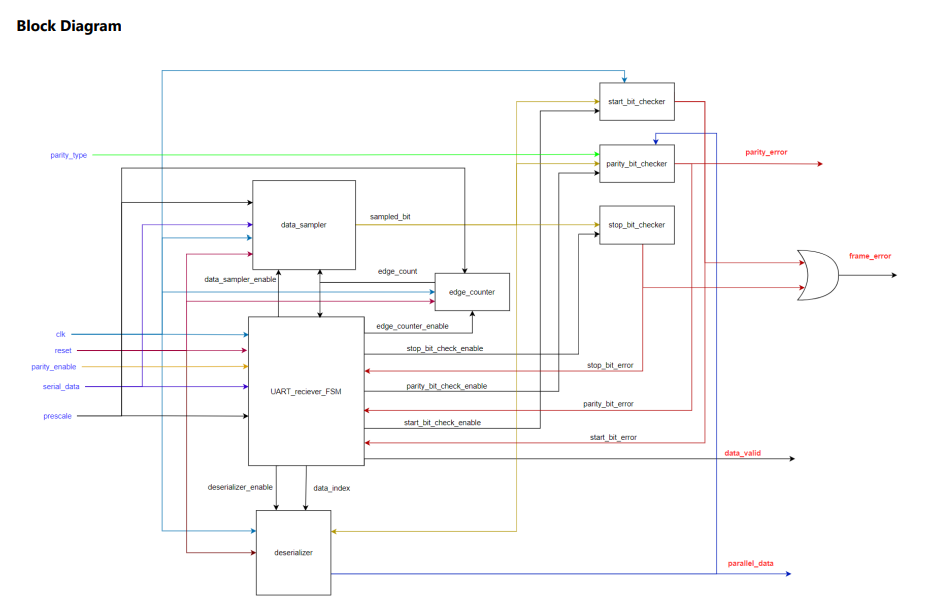 Block Diagram
start_bit_checker
parity_type
parity_bit_checker
parity_error
data_sampler
sampled_bit
stop_bit_checker
frame_error
edge_count
data_sampler_enable
edge_counter
edge_counter_enable
clk
stop_bit_check_enable
reset
parity_enable
stop_bit_error
serial_data
UART_reciever_FSM
parity_bit_check_enable
parity_bit_error
prescale
start_bit_check_enable
start_bit_error
data_valid
deserializer_enable
data_index
deserializer
parallel_data